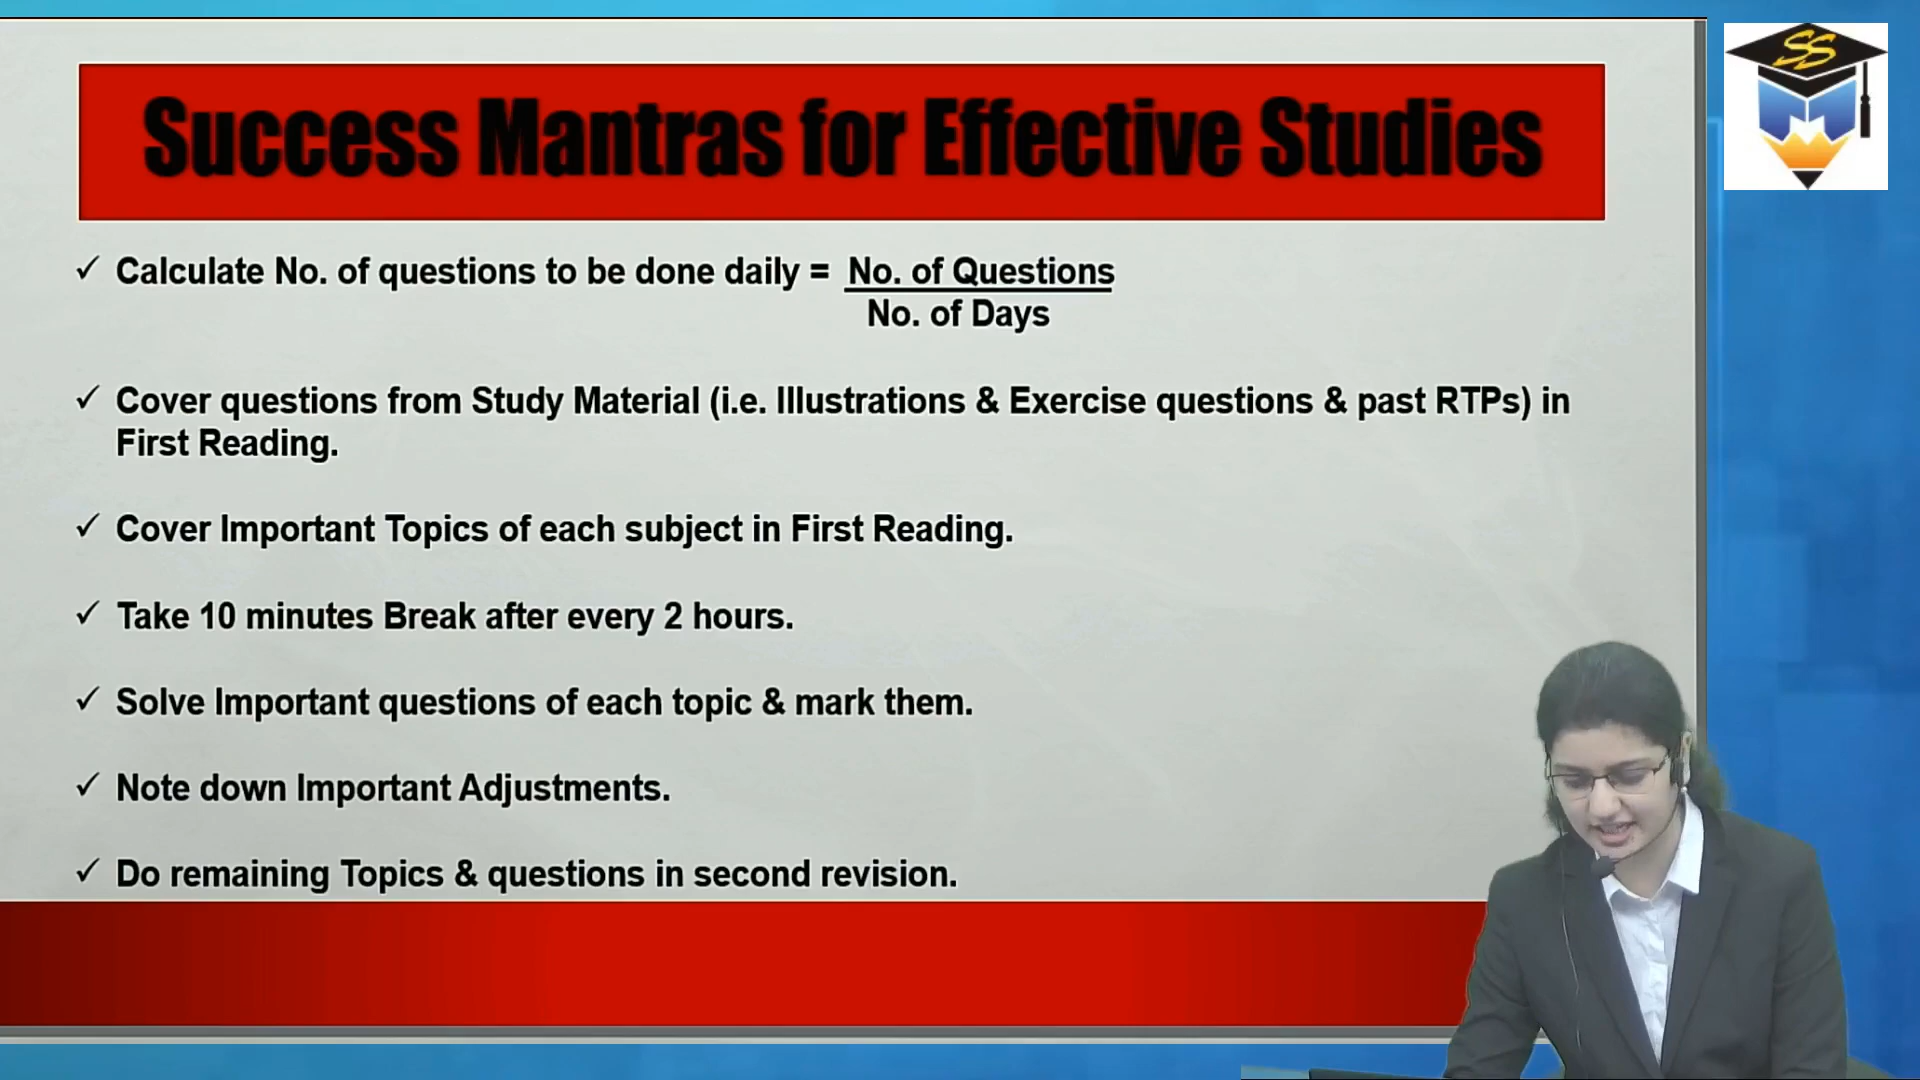 SS
Success Mantras for Effective Studies
✓ Calculate No. of questions to be done daily = No. of Questions
No. of Days
✓ Cover questions from Study Material (i.e. Illustrations & Exercise questions & past RTPs) in
First Reading.
✓ Cover Important Topics of each subject in First Reading.
✓ Take 10 minutes Break after every 2 hours.
✓ Solve Important questions of each topic & mark them.
✓ Note down Important Adjustments.
✓ Do remaining Topics & questions in second revision.